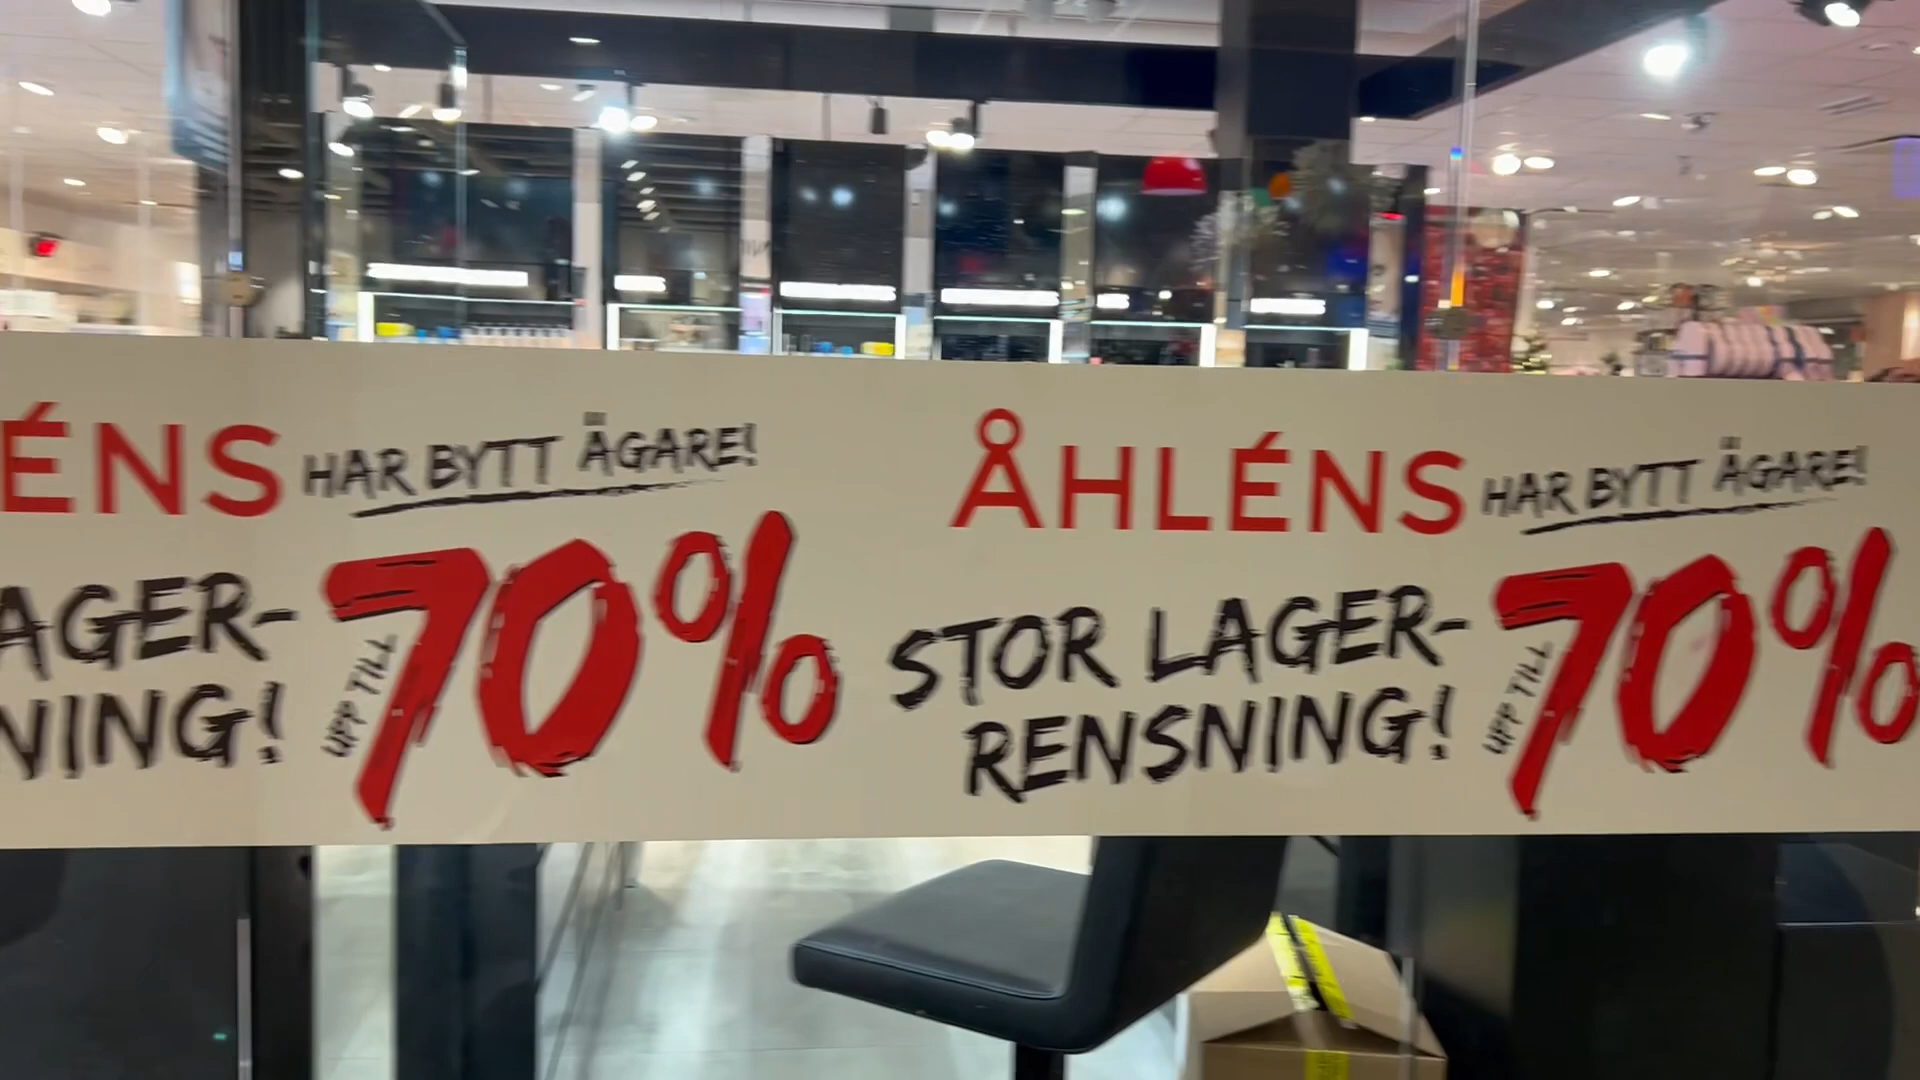 ÉNS HAR BYTT ÄGARE!
AGER-
NING!
UPP TILL
70%
ÅHLÉNS HAR BYTT ÄGARE!
STOR LAGER-
RENSNING!
UPP TILL
70%